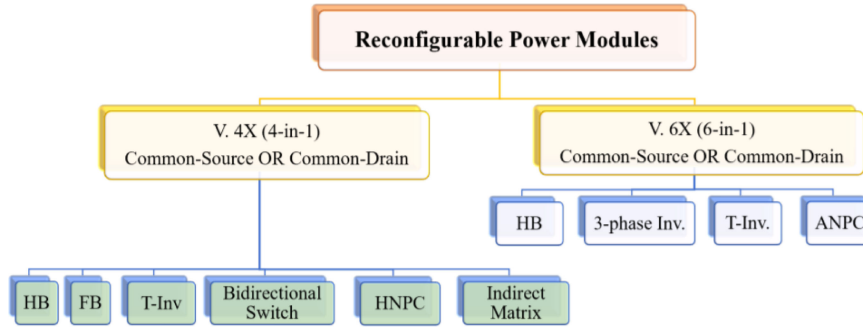 Reconfigurable Power Modules
V. 4X (4-in-1)
Common-Source OR Common-Drain
V. 6X (6-in-1)
Common-Source OR Common-Drain
HB
3-phase Inv.
T-Inv.
ANPC
HB
FB
T-Inv
Bidirectional
Switch
HNPC
Indirect
Matrix